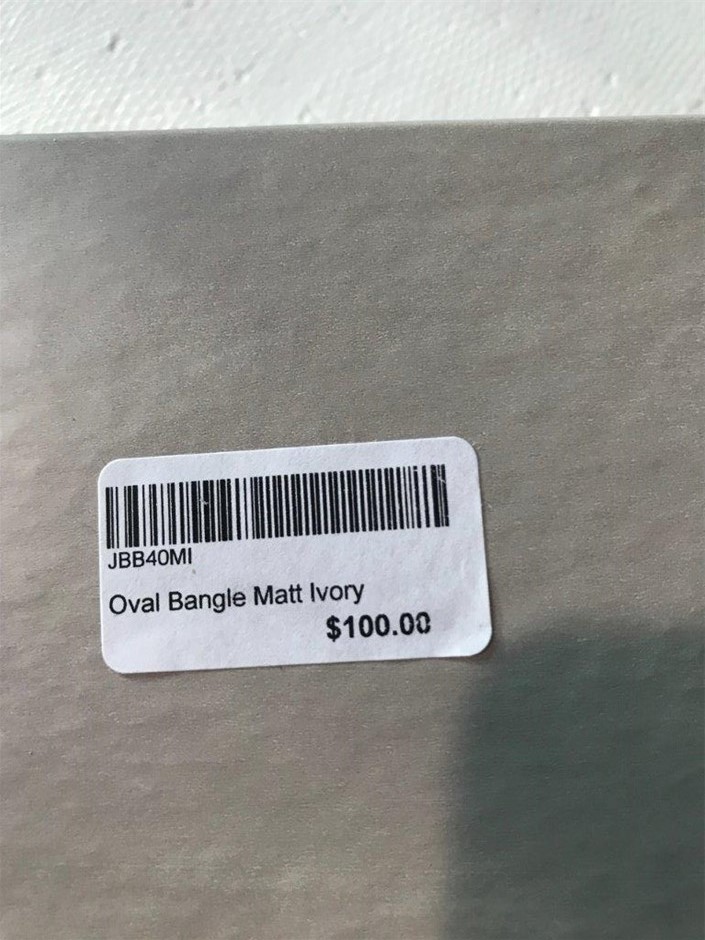 JBB40MI
Oval Bangle Matt Ivory
$100.00